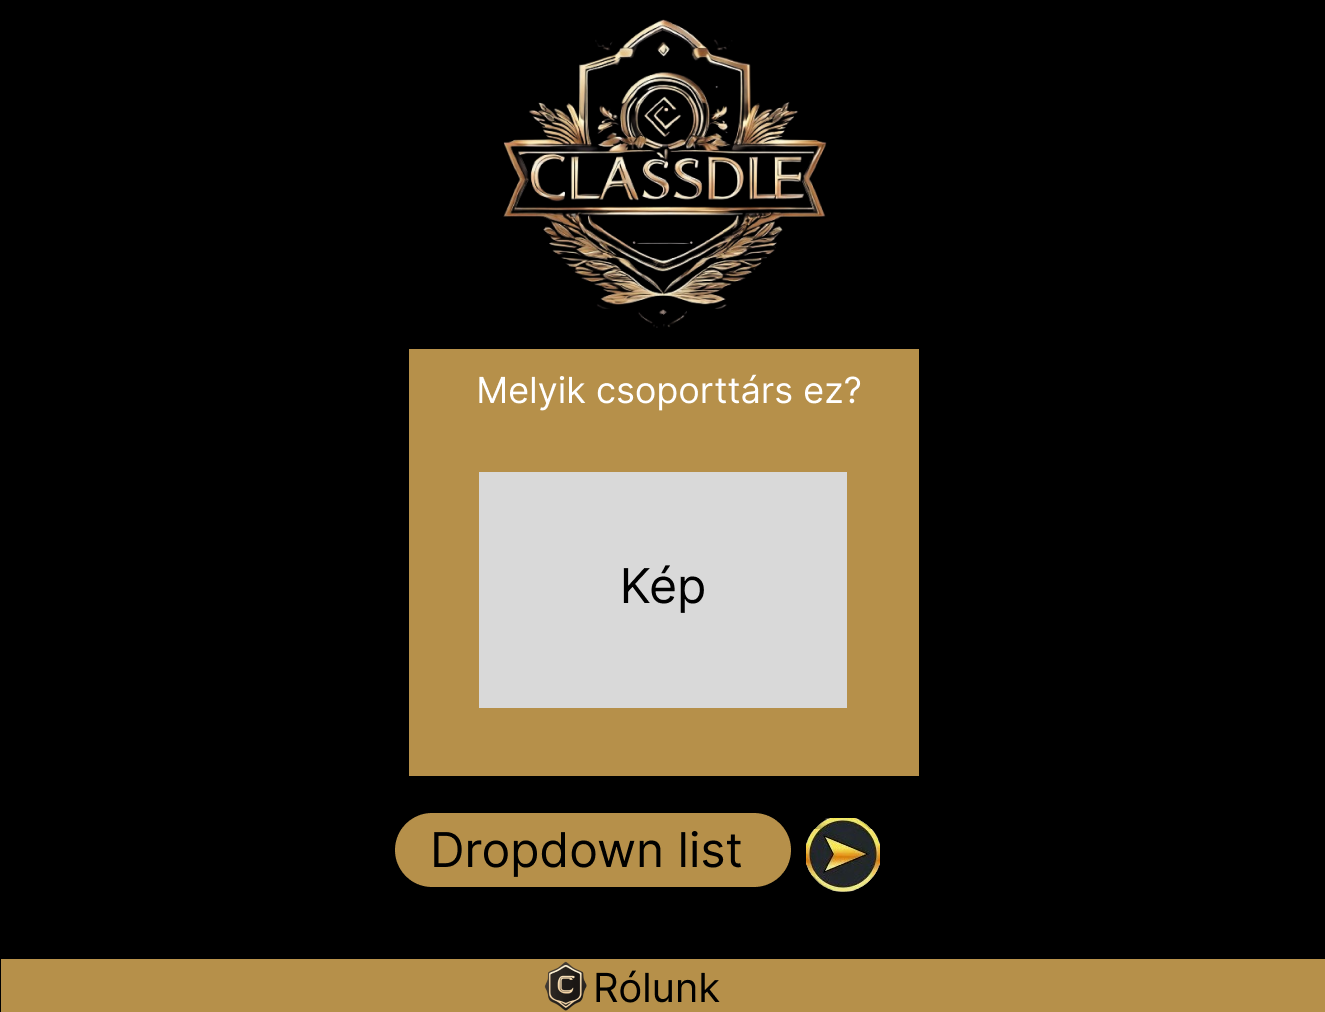 CLASSDLE
Melyik csoporttárs ez?
Kép
Dropdown list
C Rólunk